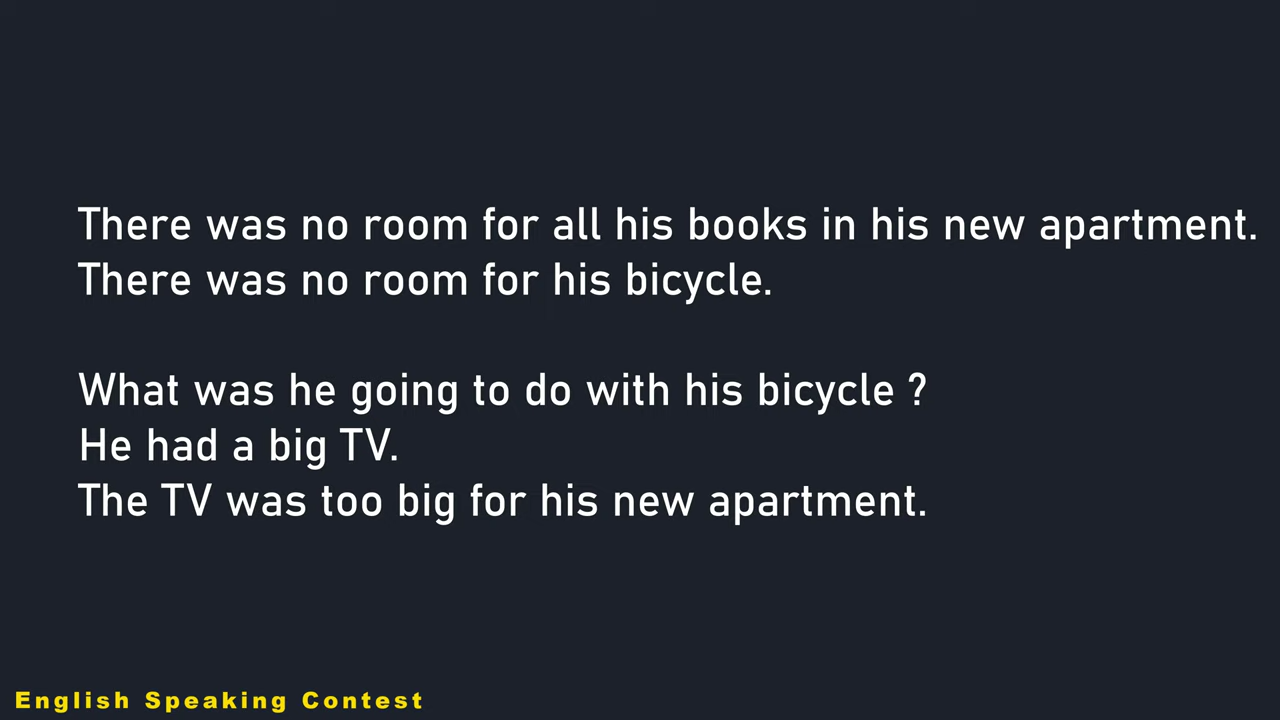 There was no room for all his books in his new apartment.
There was no room for his bicycle.
What was he going to do with his bicycle ?
He had a big TV.
The TV was too big for his new apartment.
English Speaking Contest